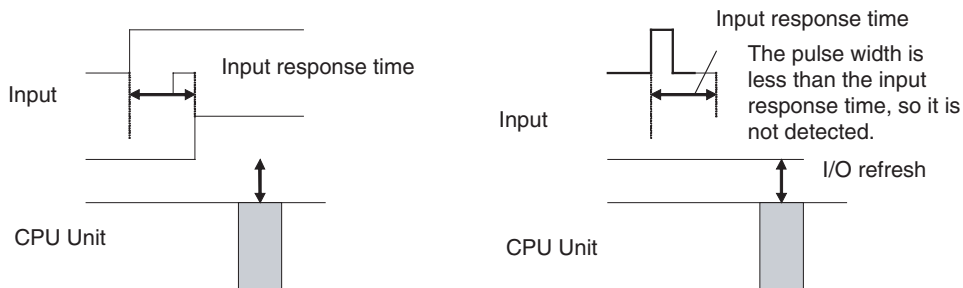 Input response time
Input
CPU Unit
Input response time
The pulse width is
less than the input
response time, so it is
not detected.
Input
I/O refresh
CPU Unit